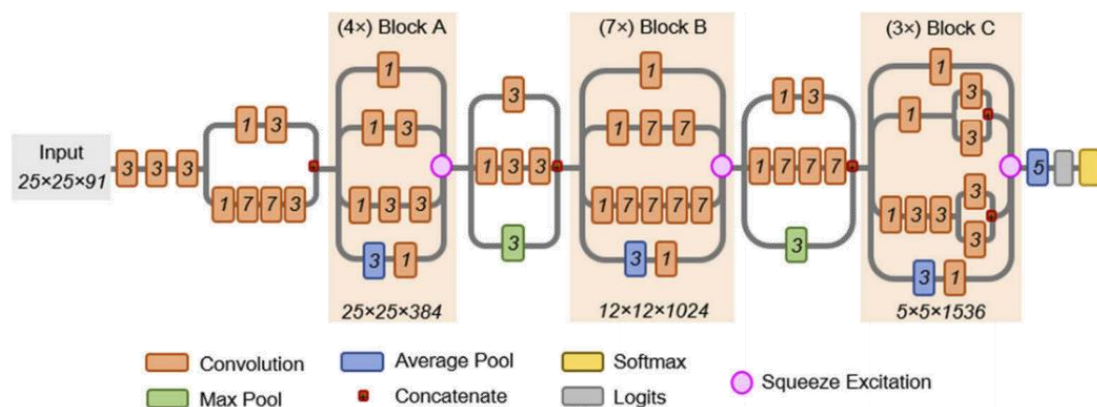 (4×) Block A
(7×) Block B
(3×) Block C
Input
25×25×91
3 3 3
1 3
1 7 7 3
1
1 3
1 3 3
3 1
25×25×384
3
1 3 3
3
1
1 7 7
1 7 7 7 7
3 1
12×12×1024
1 3
1 7 7 7
3
1
1 3 3
1 3 3 3 3
3 1
5×5×1536
5
Convolution
Average Pool
Softmax
Squeeze Excitation
Max Pool
Concatenate
Logits